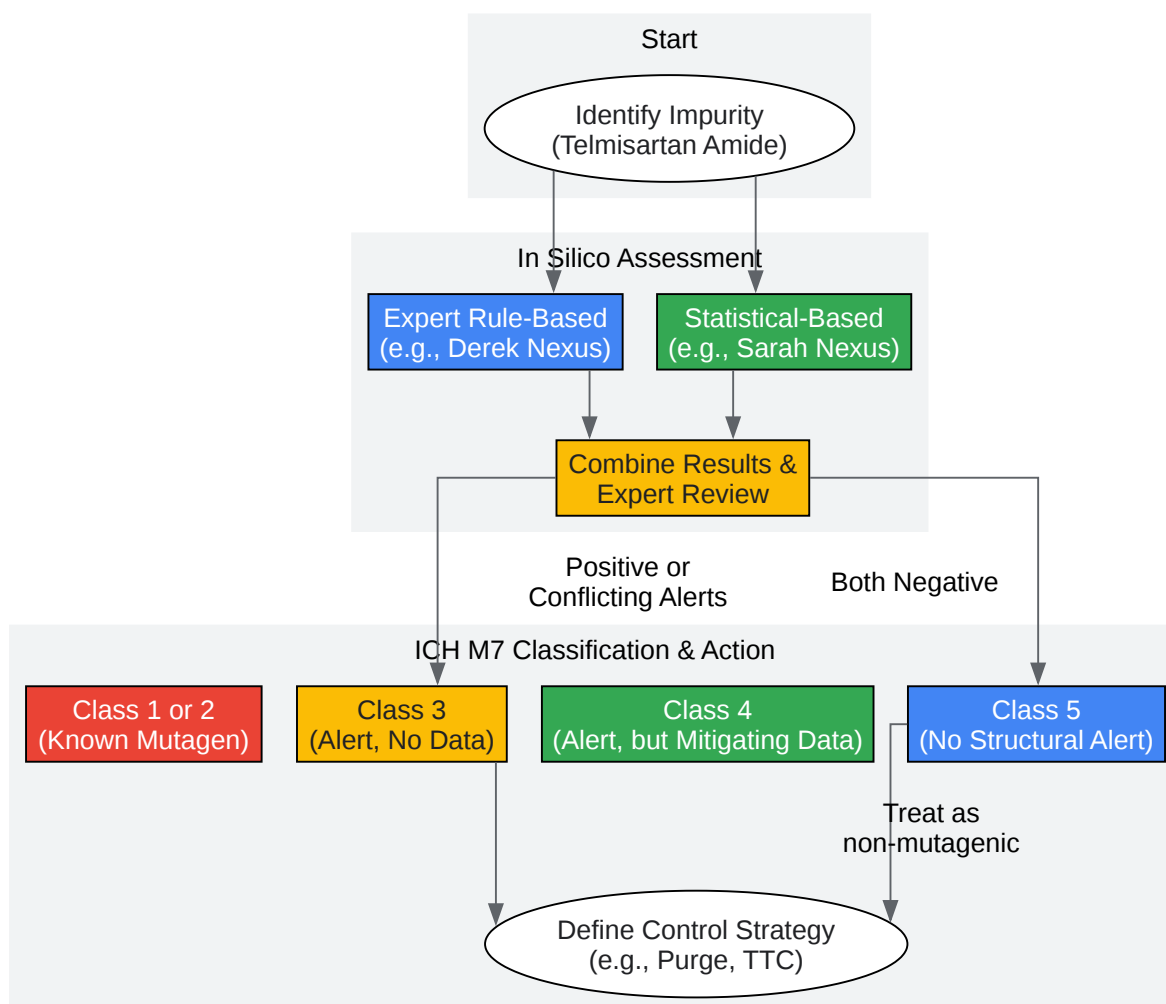 Start
Identify Impurity
(Telmisartan Amide)
In Silico Assessment
Expert Rule-Based
(e.g., Derek Nexus)
Statistical-Based
(e.g., Sarah Nexus)
Combine Results &
Expert Review
Positive or
Conflicting Alerts
Both Negative
ICH M7 Classification & Action
Class 1 or 2
(Known Mutagen)
Class 3
(Alert, No Data)
Class 4
(Alert, but Mitigating Data)
Class 5
(No Structural Alert)
Treat as
non-mutagenic
Define Control Strategy
(e.g., Purge, TTC)